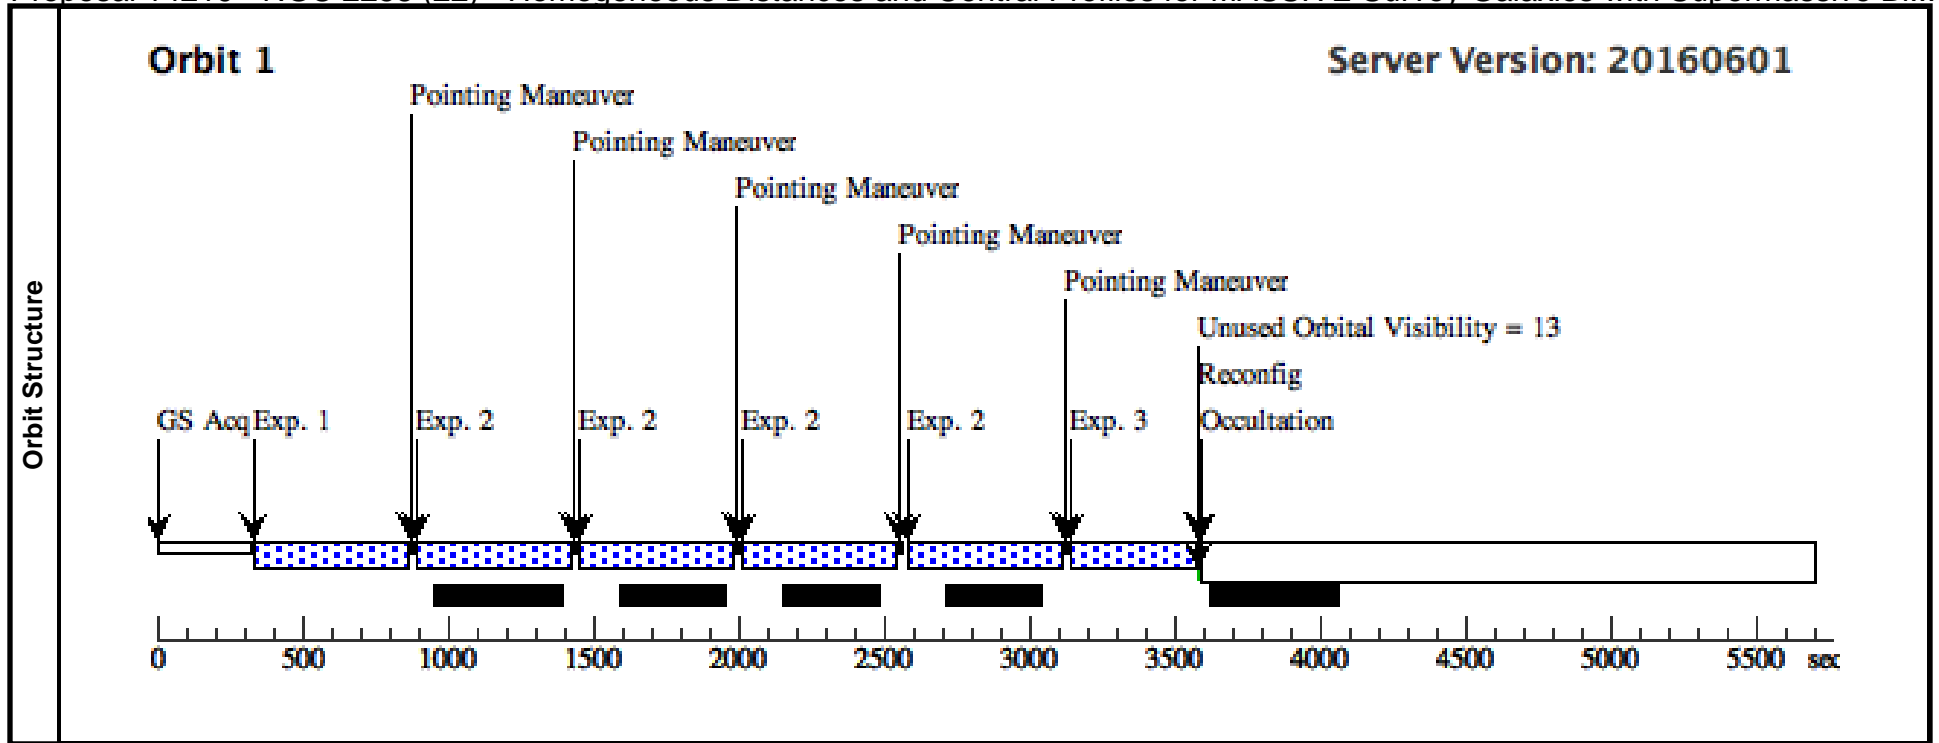 Orbit 1
Server Version: 20160601
Pointing Maneuver
Pointing Maneuver
Pointing Maneuver
Pointing Maneuver
Pointing Maneuver
Unused Orbital Visibility = 13
Reconfig
GS Acq Exp. 1 Exp. 2 Exp. 2 Exp. 2 Exp. 2 Exp. 3 Occultation
Orbit Structure
0 500 1000 1500 2000 2500 3000 3500 4000 4500 5000 5500 sec